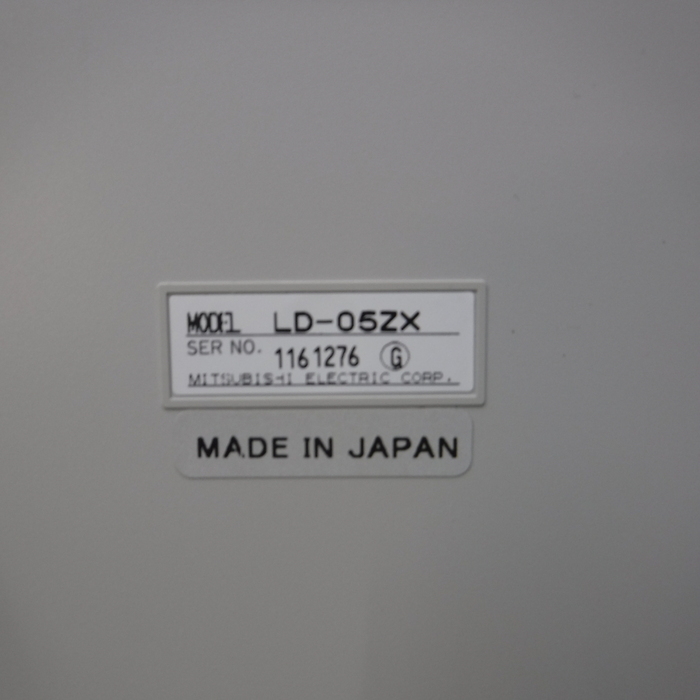 MODEL LD-05ZX
SER NO. 1161276 G
MITSUBISHI ELECTRIC CORP.
MADE IN JAPAN